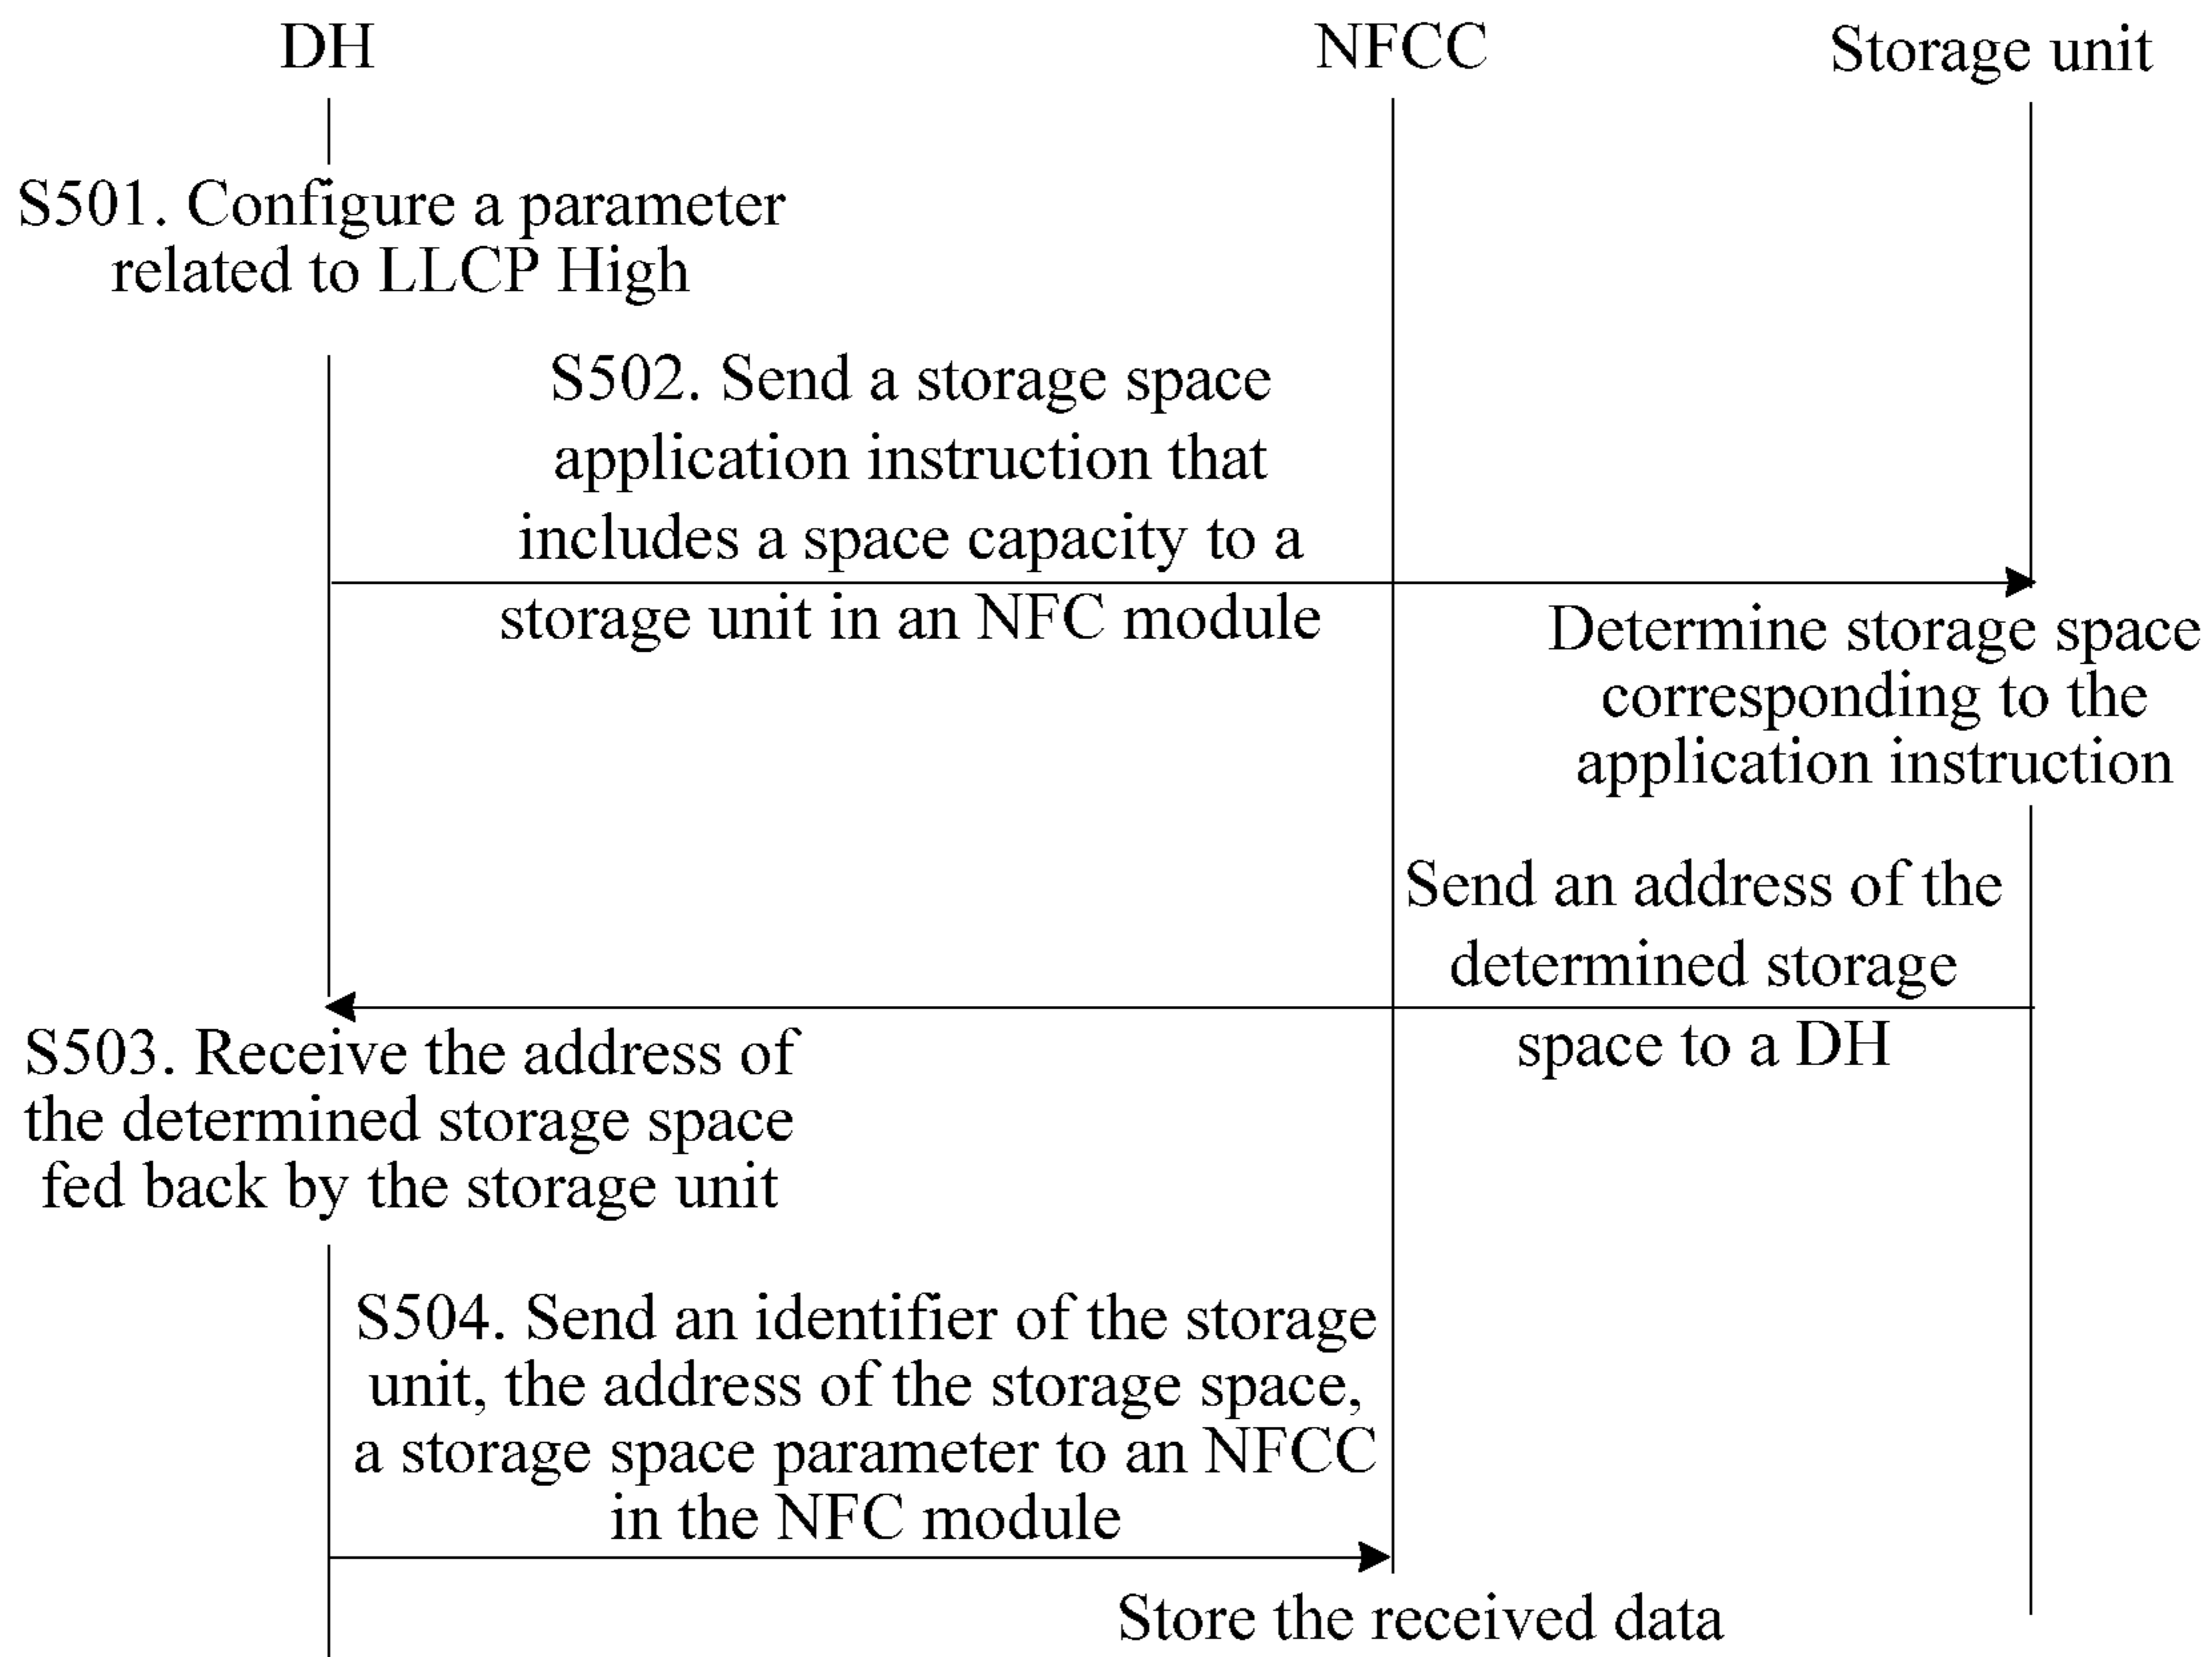 DH
NFCC
Storage unit
S501. Configure a parameter
related to LLCP High
S502. Send a storage space
application instruction that
includes a space capacity to a
storage unit in an NFC module
Determine storage space
corresponding to the
application instruction
Send an address of the
determined storage
space to a DH
S503. Receive the address of
the determined storage space
fed back by the storage unit
S504. Send an identifier of the storage
unit, the address of the storage space,
a storage space parameter to an NFCC
in the NFC module
Store the received data